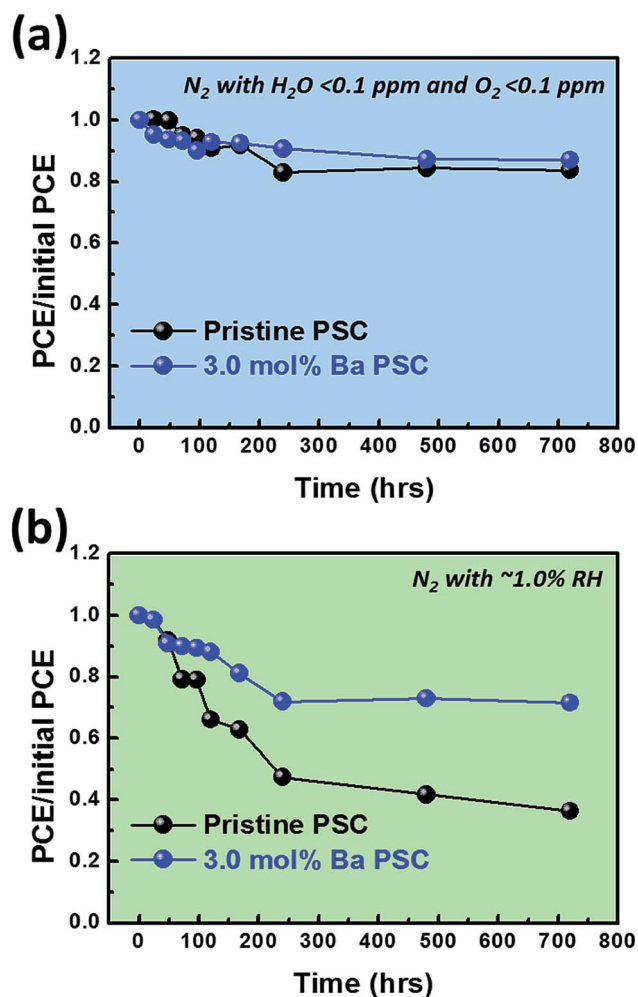 (a)
1.2
1.0
0.8
0.6
0.4
0.2
0.0
PCE/initial PCE
N2 with H2O <0.1 ppm and O2 <0.1 ppm
Pristine PSC
3.0 mol% Ba PSC
0 100 200 300 400 500 600 700 800
Time (hrs)
(b)
1.2
1.0
0.8
0.6
0.4
0.2
0.0
PCE/initial PCE
N2 with ~1.0% RH
Pristine PSC
3.0 mol% Ba PSC
0 100 200 300 400 500 600 700 800
Time (hrs)